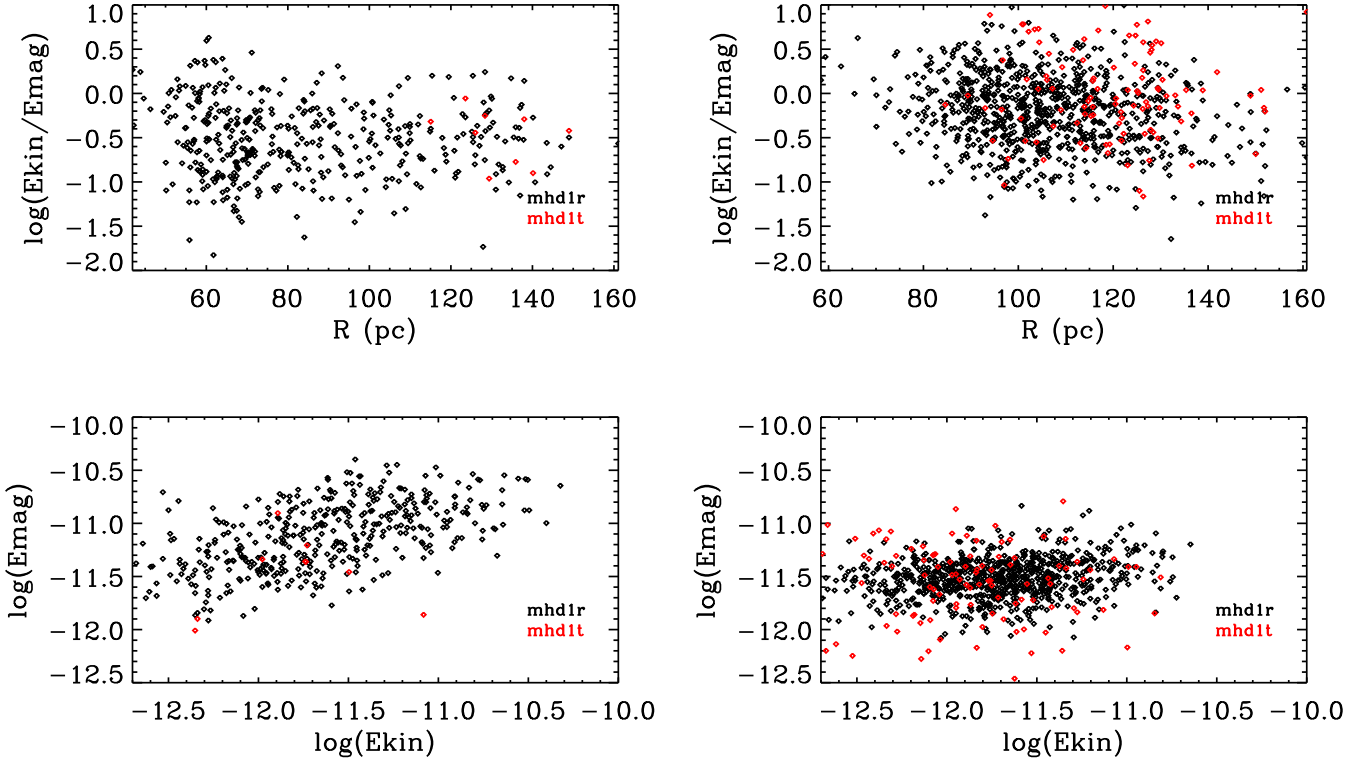 1.0
0.5
0.0
−0.5
−1.0
−1.5
−2.0
log(Ekin/Emag)
mhd1r
mhd1t
60 80 100 120 140 160
R (pc)
1.0
0.5
0.0
−0.5
−1.0
−1.5
−2.0
log(Ekin/Emag)
mhd1r
mhd1t
60 80 100 120 140 160
R (pc)
−10.0
−10.5
−11.0
−11.5
−12.0
−12.5
log(Emag)
mhd1r
mhd1t
−12.5 −12.0 −11.5 −11.0 −10.5 −10.0
log(Ekin)
−10.0
−10.5
−11.0
−11.5
−12.0
−12.5
log(Emag)
mhd1r
mhd1t
−12.5 −12.0 −11.5 −11.0 −10.5 −10.0
log(Ekin)